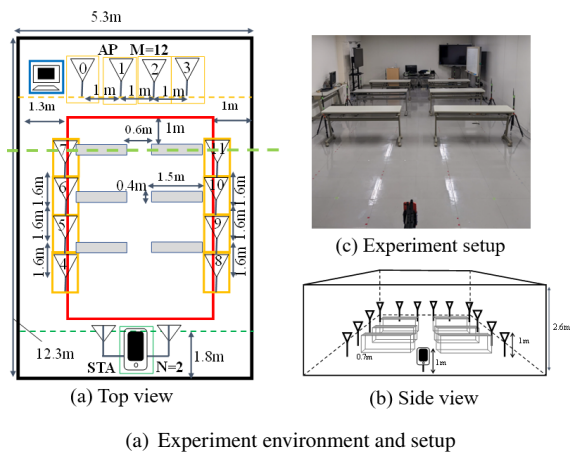 5.3m
AP M=12
0 1 2 3
1 m 1 m 1 m
1.3m 1m
1m
0.6m
7 11
6 10
1.5m
0.4m
5 9
4 8
1.6m 1.6m
1.6m 1.6m
1.6m 1.6m
12.3m
1.8m
STA N=2
(a) Top view
(c) Experiment setup
2.6m
1m
0.7m
1m
(b) Side view
(a) Experiment environment and setup